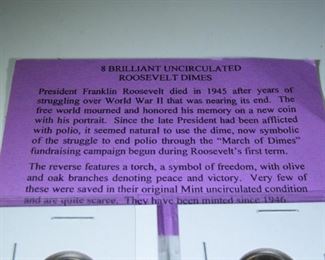 8 BRILLIANT UNCIRCULATED
ROOSEVELT DIMES
President Franklin Roosevelt died in 1945 after years of
struggling over World War II that was nearing its end. The
free world mourned and honored his memory on a new coin
with his portrait. Since the late President had been afflicted
with polio, it seemed natural to use the dime, now symbolic
of the struggle to end polio through the "March of Dimes"
fundraising campaign begun during Roosevelt's first term.
The reverse features a torch, a symbol of freedom, with olive
and oak branches denoting peace and victory. Very few of
these were saved in their original Mint uncirculated condition
and are quite scarce. They have been minted since 1946.